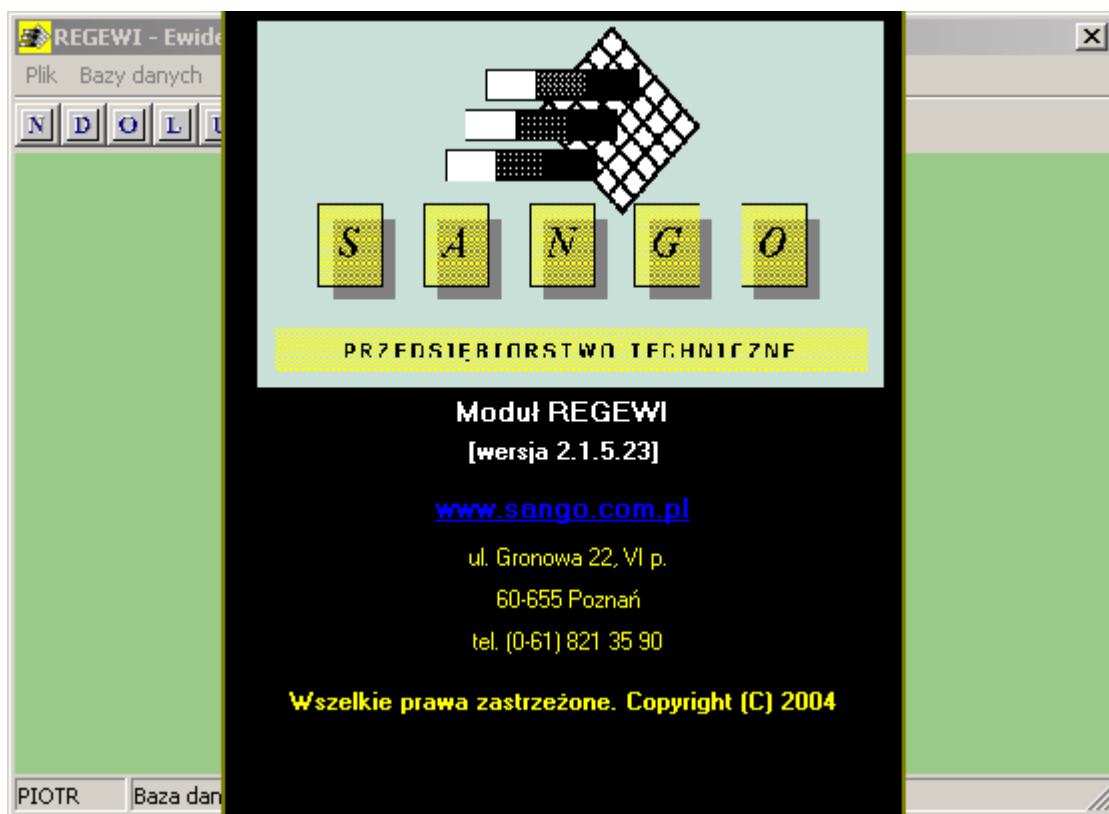 REGEWI - Ewide
Plik Bazy danych
N D O L U
S A N G O
PRZEDSIĘBIORSTWO TECHNICZNE
Moduł REGEWI
[wersja 2.1.5.23]
www.sango.com.pl
ul. Gronowa 22, VI p.
60-655 Poznań
tel. (0-61) 821 35 90
Wszelkie prawa zastrzeżone. Copyright (C) 2004
PIOTR Baza dan